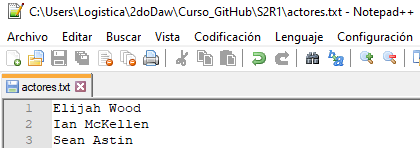 C:\Users\Logistica\2doDaw\Curso_GitHub\S2R1\actores.txt - Notepad++
Archivo Editar Buscar Vista Codificación Lenguaje Configuración
actores.txt
1 Elijah Wood
2 Ian McKellen
3 Sean Astin